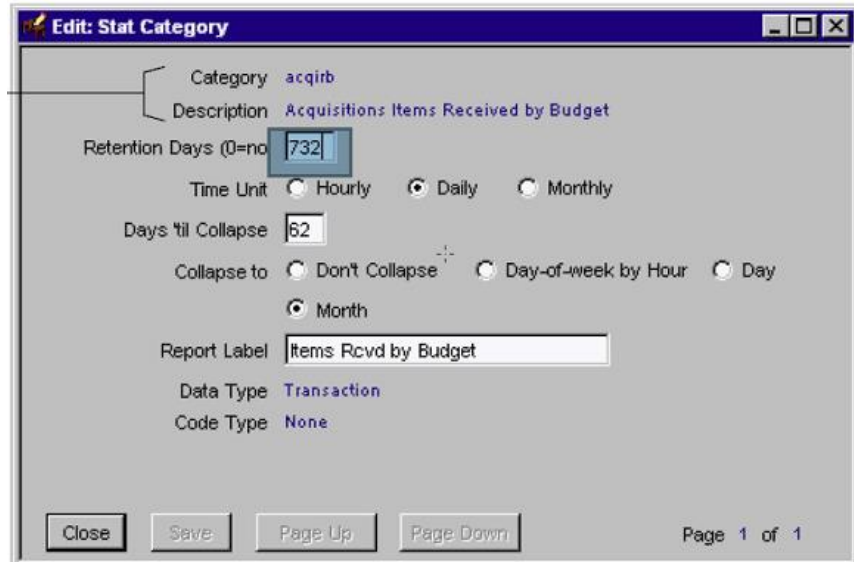 Edit: Stat Category
Category acqirb
Description Acquisitions Items Received by Budget
Retention Days (0=no 732
Time Unit Hourly Daily Monthly
Days 'til Collapse 62
Collapse to Don't Collapse Day-of-week by Hour Day
Month
Report Label Items Rcvd by Budget
Data Type Transaction
Code Type None
Close Save Page Up Page Down Page 1 of 1